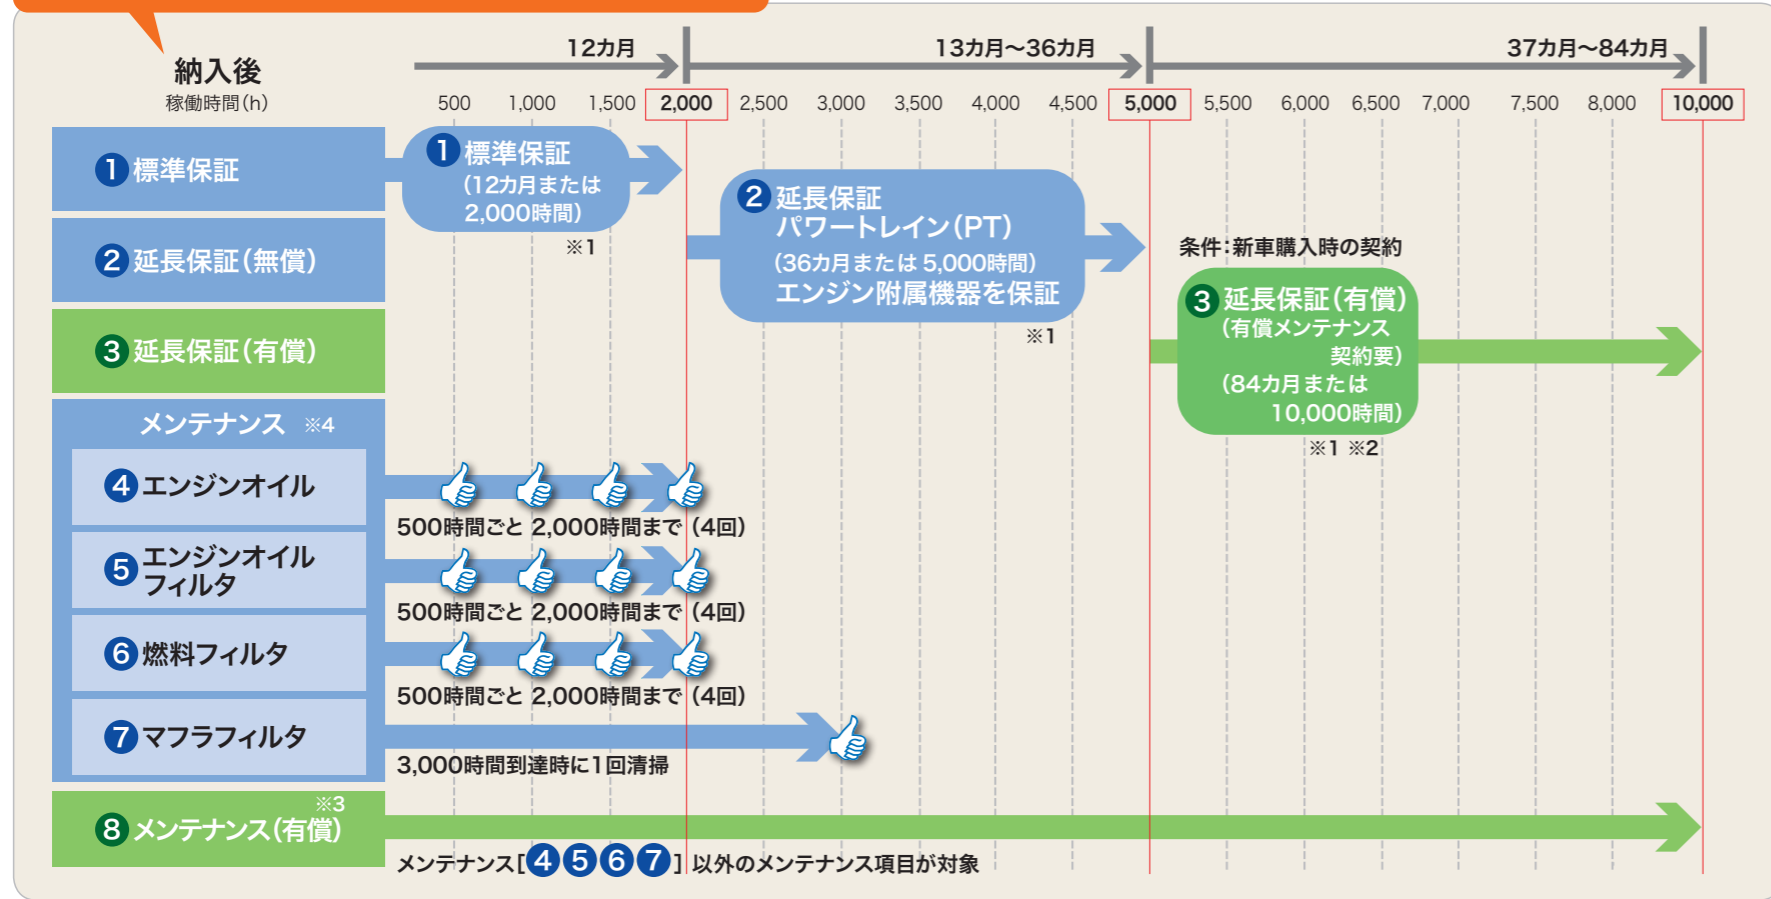 12カ月
13カ月〜36カ月
37カ月〜84カ月
納入後
稼働時間(h)
500 1,000 1,500 2,000 2,500 3,000 3,500 4,000 4,500 5,000 5,500 6,000 6,500 7,000 7,500 8,000 10,000
❶標準保証
❶標準保証
(12カ月または
2,000時間)
※1
❷延長保証(無償)
❷延長保証
パワートレイン(PT)
(36カ月または 5,000時間)
エンジン附属機器を保証
※1
❸延長保証(有償)
条件:新車購入時の契約
❸延長保証(有償)
(有償メンテナンス
契約要)
(84カ月または
10,000時間)
※1 ※2
メンテナンス ※4
❹エンジンオイル
500時間ごと 2,000時間まで (4回)
❺エンジンオイル
フィルタ
500時間ごと 2,000時間まで (4回)
❻燃料フィルタ
500時間ごと 2,000時間まで (4回)
❼マフラフィルタ
3,000時間到達時に1回清掃
※3
❽メンテナンス(有償)
メンテナンス[❹❺❻❼] 以外のメンテナンス項目が対象